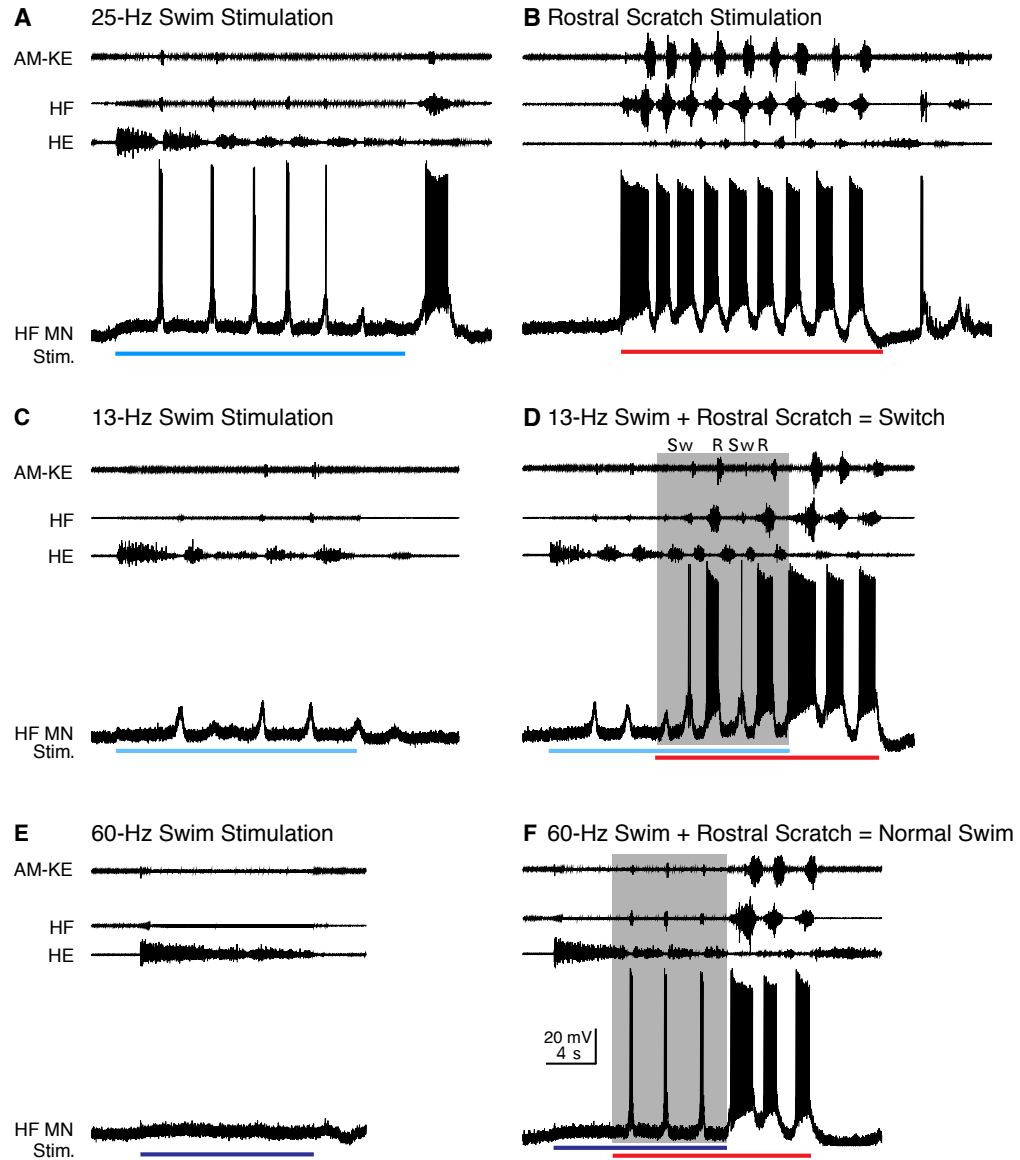 A 25-Hz Swim Stimulation
AM-KE
HF
HE
HF MN
Stim.
B Rostral Scratch Stimulation
C 13-Hz Swim Stimulation
AM-KE
HF
HE
HF MN
Stim.
D 13-Hz Swim + Rostral Scratch = Switch
Sw R Sw R
E 60-Hz Swim Stimulation
AM-KE
HF
HE
HF MN
Stim.
F 60-Hz Swim + Rostral Scratch = Normal Swim
20 mV
4 s